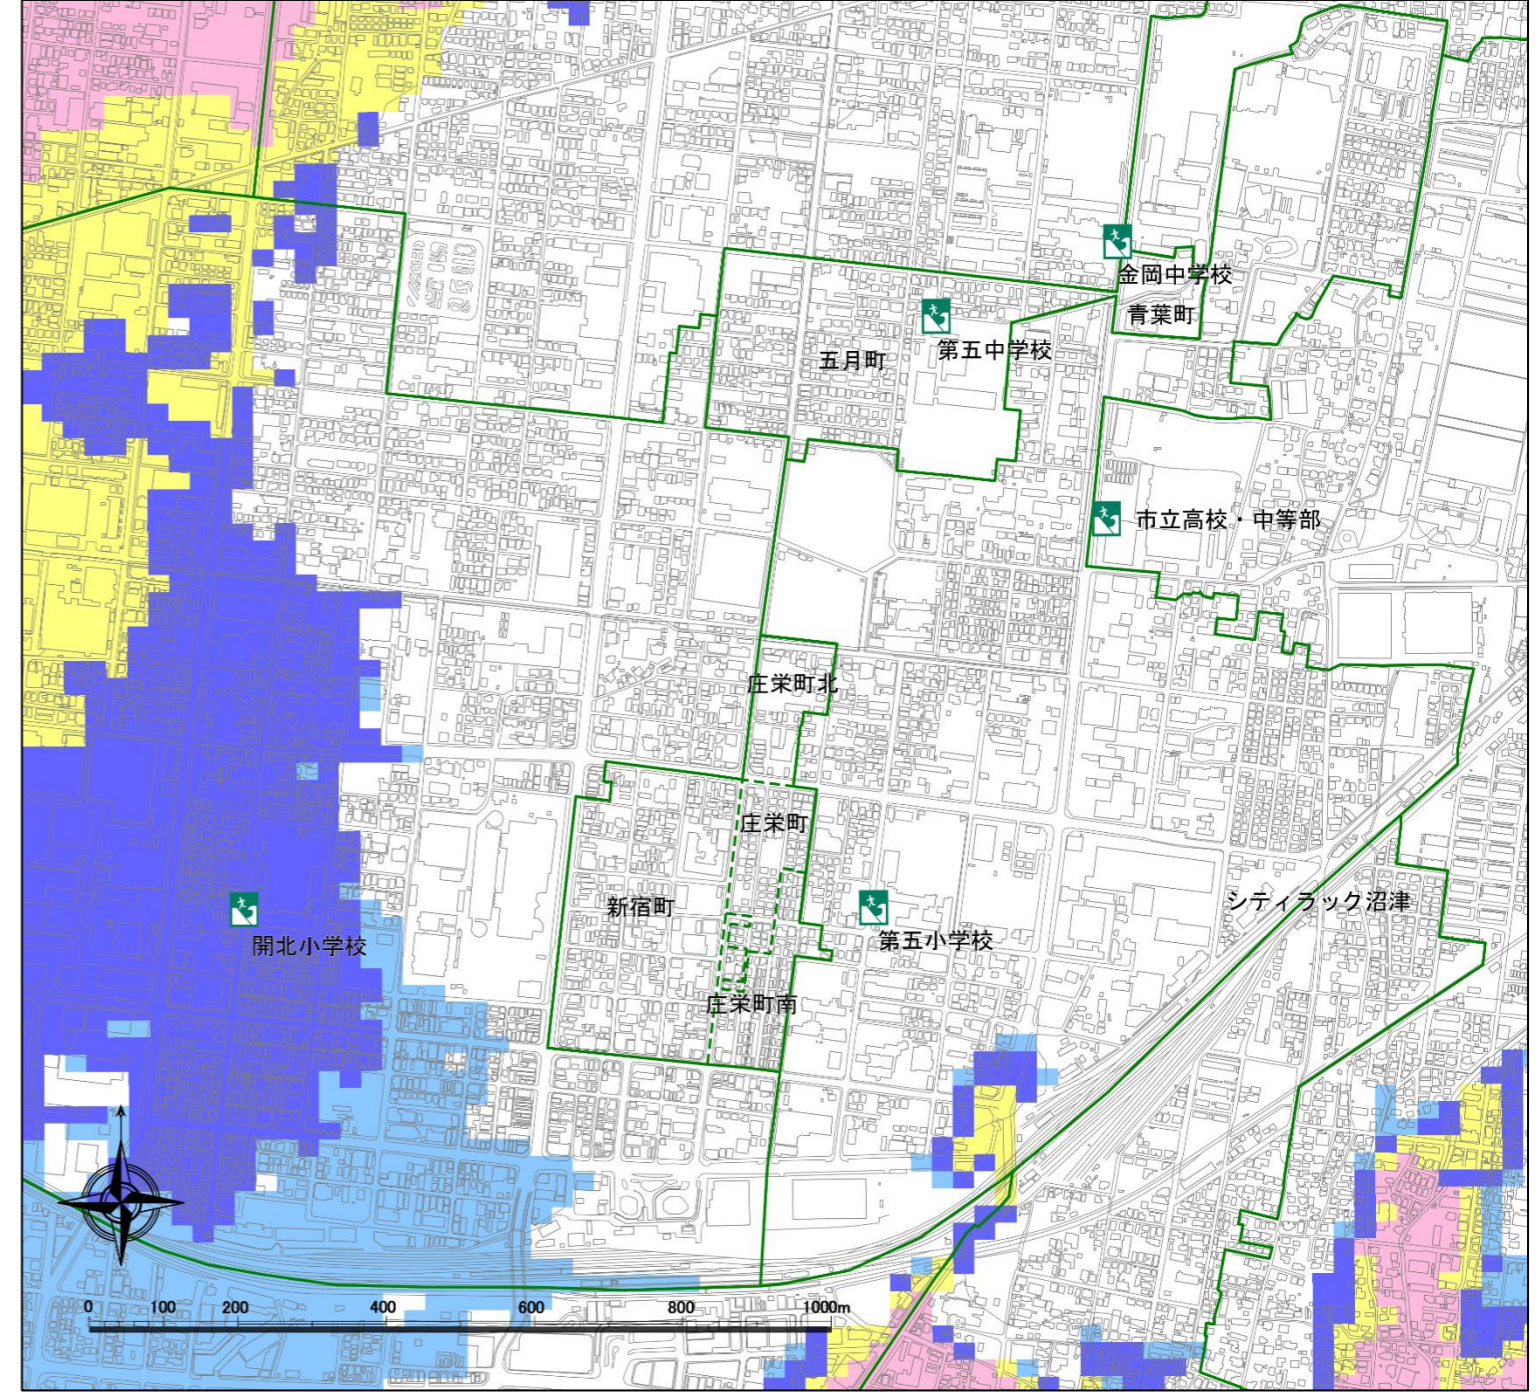 金岡中学校
青葉町
第五中学校
五月町
市立高校・中等部
庄栄町北
庄栄町
シティラック沼津
新宿町
第五小学校
開北小学校
庄栄町南
0 100 200 400 600 800 1000m